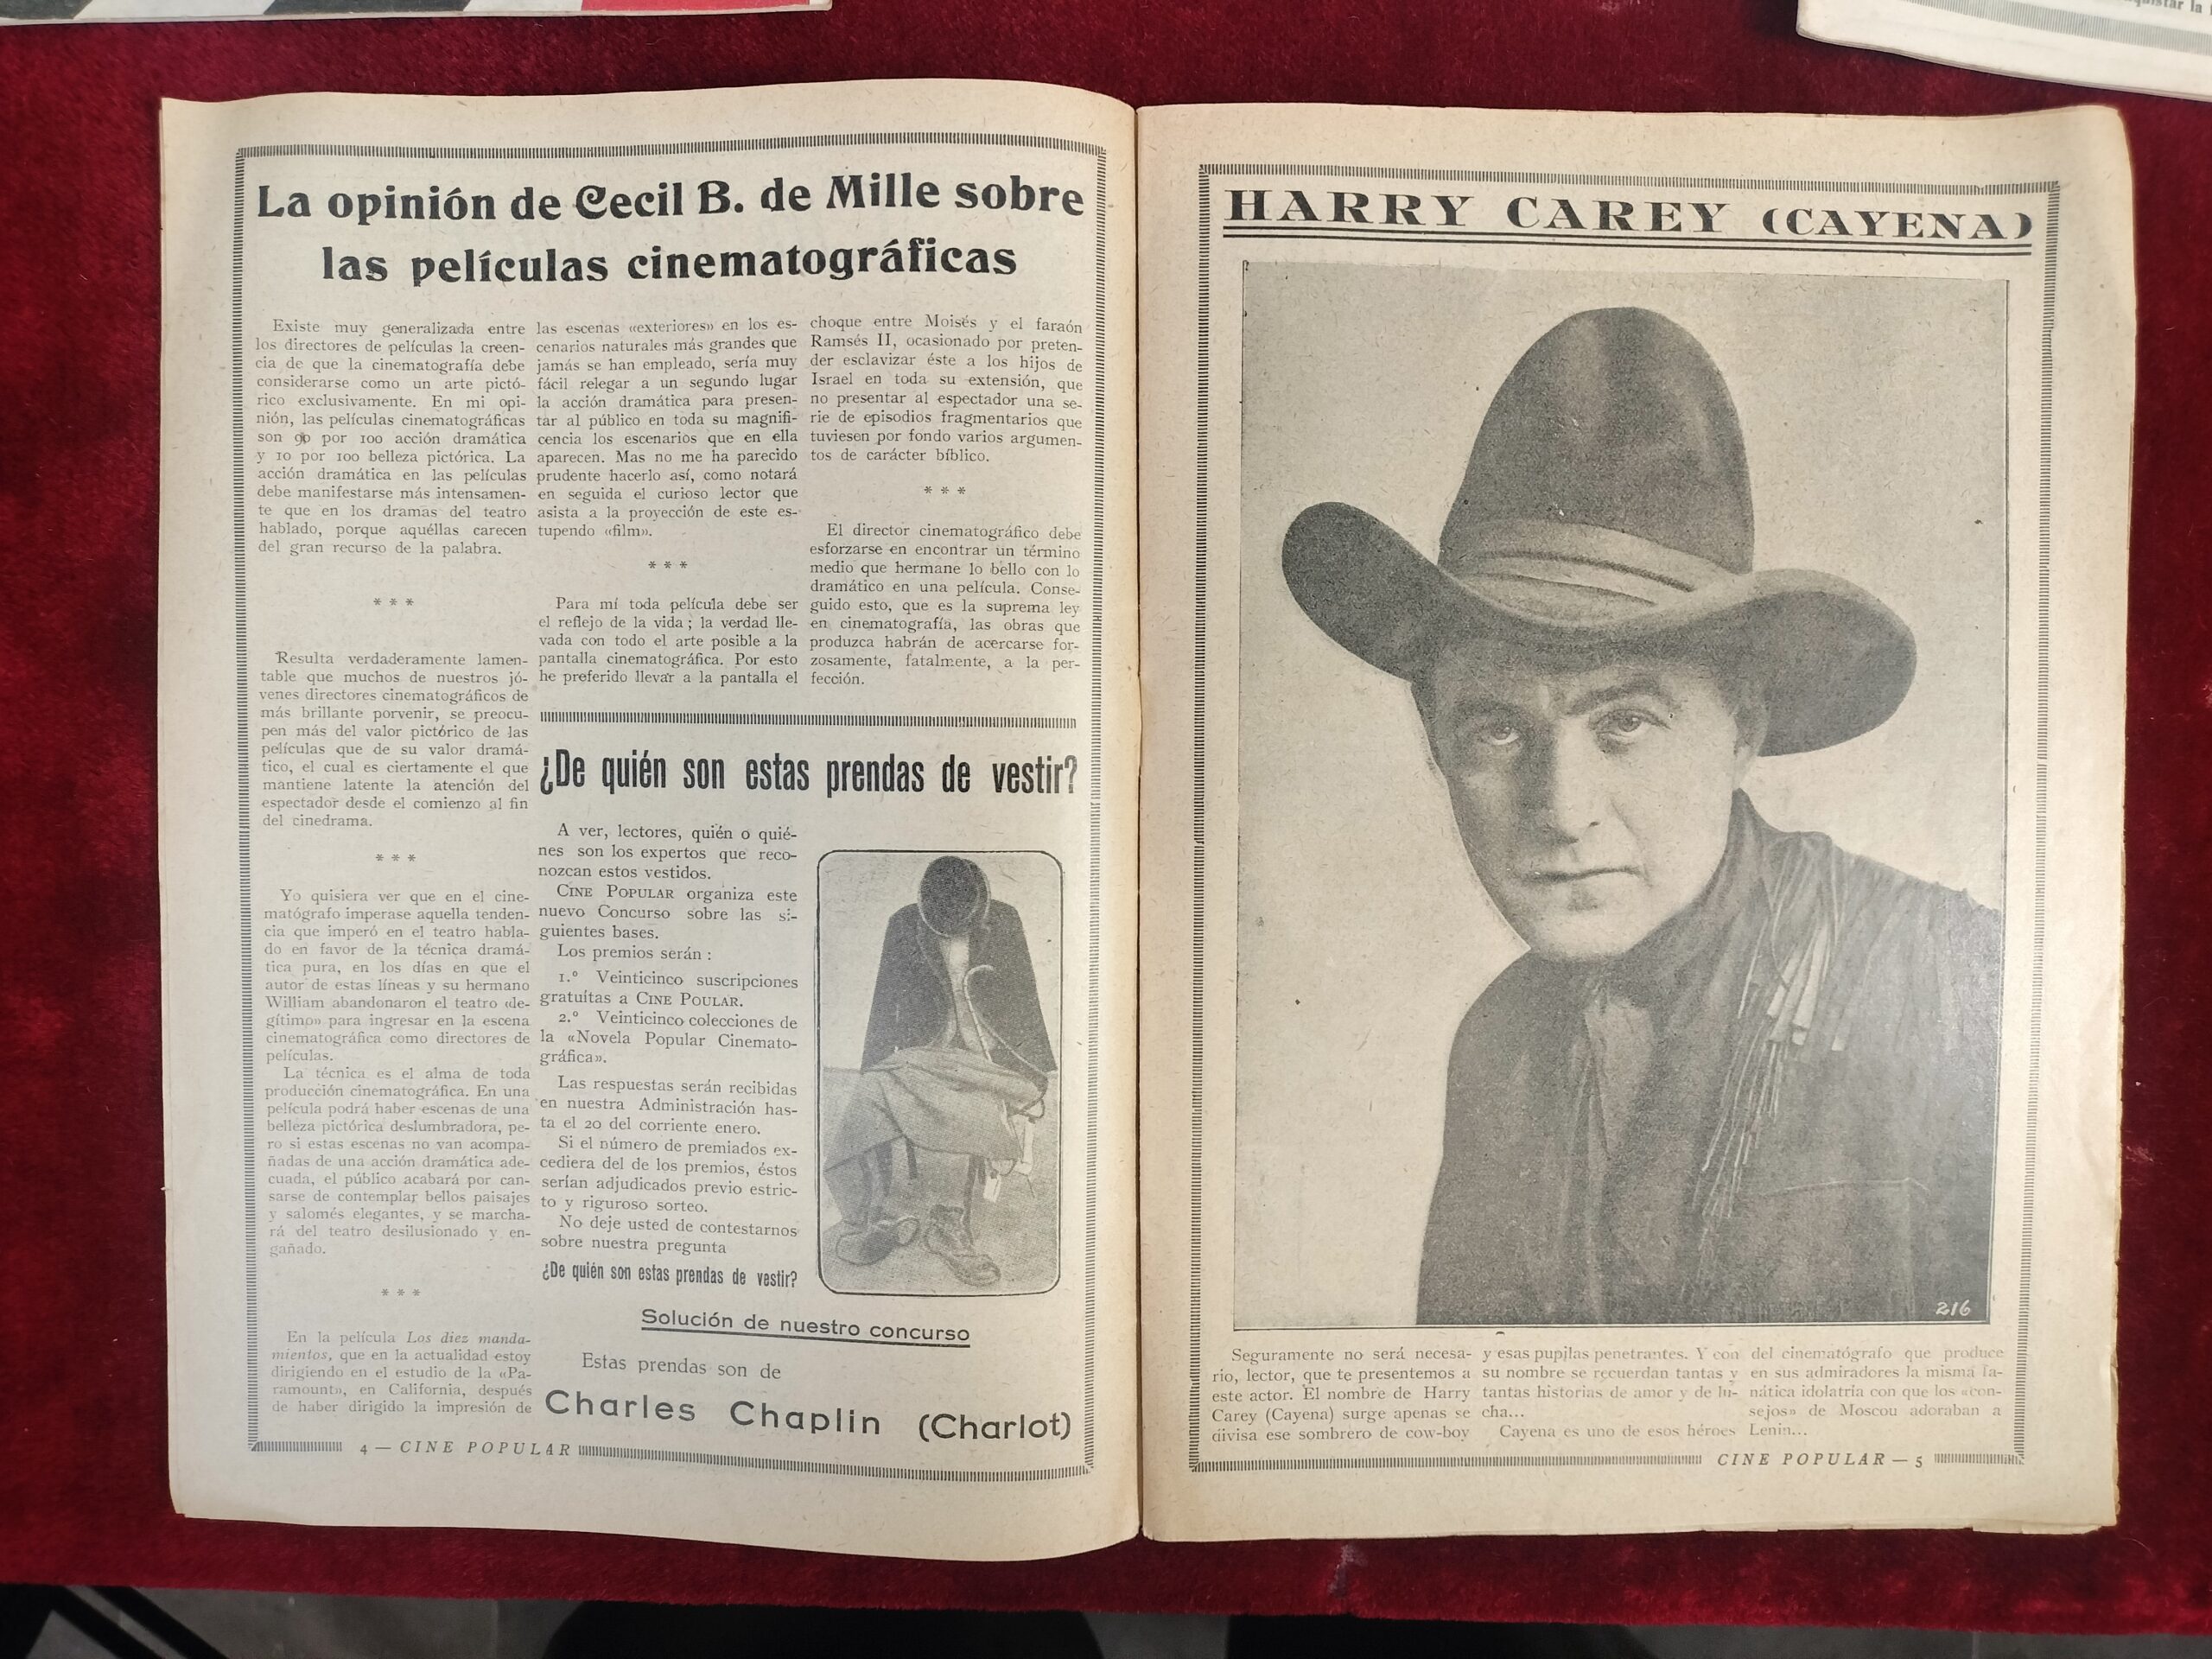 La opinión de Cecil B. de Mille sobre
las películas cinematográficas
Existe muy generalizada entre
los directores de películas la creen-
cia de que la cinematografía debe
considerarse como un arte pictó-
rico exclusivamente. En mi opi-
nión, las películas cinematográficas
son 90 por 100 acción dramática
y 10 por 100 belleza pictórica. La
acción dramática en las películas
debe manifestarse más intensamen-
te que en los dramas del teatro
hablado, porque aquéllas carecen
del gran recurso de la palabra.
* * *
Resulta verdaderamente lamen-
table que muchos de nuestros jó-
venes directores cinematográficos de
más brillante porvenir, se preocu-
pen más del valor pictórico de las
películas que de su valor dramá-
tico, el cual es ciertamente el que
mantiene latente la atención del
espectador desde el comienzo al fin
del cinedrama.
* * *
Yo quisiera ver que en el cine-
matógrafo imperase aquella tenden-
cia que imperó en el teatro habla-
do en favor de la técnica dramá-
tica pura, en los días en que el
autor de estas líneas y su hermano
William abandonaron el teatro «le-
gítimo» para ingresar en la escena
cinematográfica como directores de
películas.
La técnica es el alma de toda
producción cinematográfica. En una
película podrá haber escenas de una
belleza pictórica deslumbradora, pe-
ro si estas escenas no van acompa-
ñadas de una acción dramática ade-
cuada, el público acabará por can-
sarse de contemplar bellos paisajes
y salomés elegantes, y se marcha-
rá del teatro desilusionado y en-
gañado.
* * *
En la película Los diez manda-
mientos, que en la actualidad estoy
dirigiendo en el estudio de la «Pa-
ramount», en California, después
de haber dirigido la impresión de
las escenas «exteriores» en los es-
cenarios naturales más grandes que
jamás se han empleado, sería muy
fácil relegar a un segundo lugar
la acción dramática para presen-
tar al público en toda su magnifi-
cencia los escenarios que en ella
aparecen. Mas no me ha parecido
prudente hacerlo así, como notará
en seguida el curioso lector que
asista a la proyección de este es-
tupendo «film».
* * *
Para mí toda película debe ser
el reflejo de la vida; la verdad lle-
vada con todo el arte posible a la
pantalla cinematográfica. Por esto
he preferido llevar a la pantalla el
choque entre Moisés y el faraón
Ramsés II, ocasionado por preten-
der esclavizar éste a los hijos de
Israel en toda su extensión, que
no presentar al espectador una se-
rie de episodios fragmentarios que
tuviesen por fondo varios argumen-
tos de carácter bíblico.
* * *
El director cinematográfico debe
esforzarse en encontrar un término
medio que hermane lo bello con lo
dramático en una película. Conse-
guido esto, que es la suprema ley
en cinematografía, las obras que
produzca habrán de acercarse for-
zosamente, fatalmente, a la per-
fección.
¿De quién son estas prendas de vestir?
A ver, lectores, quién o quié-
nes son los expertos que reco-
nozcan estos vestidos.
CINE POPULAR organiza este
nuevo Concurso sobre las si-
guientes bases.
Los premios serán :
1.º Veinticinco suscripciones
gratuítas a CINE POULAR.
2.º Veinticinco colecciones de
la «Novela Popular Cinemato-
gráfica».
Las respuestas serán recibidas
en nuestra Administración has-
ta el 20 del corriente enero.
Si el número de premiados ex-
cediera del de los premios, éstos
serían adjudicados previo estric-
to y riguroso sorteo.
No deje usted de contestarnos
sobre nuestra pregunta
¿De quién son estas prendas de vestir?
Solución de nuestro concurso
Estas prendas son de
Charles Chaplin (Charlot)
4 — CINE POPULAR
HARRY CAREY (CAYENA)
216
Seguramente no será necesa-
rio, lector, que te presentemos a
este actor. El nombre de Harry
Carey (Cayena) surge apenas se
divisa ese sombrero de cow-boy
y esas pupilas penetrantes. Y con
su nombre se recuerdan tantas y
tantas historias de amor y de lu-
cha...
Cayena es uno de esos héroes
del cinematógrafo que produce
en sus admiradores la misma fa-
nática idolatría con que los «con-
sejos» de Moscou adoraban a
Lenin...
CINE POPULAR — 5